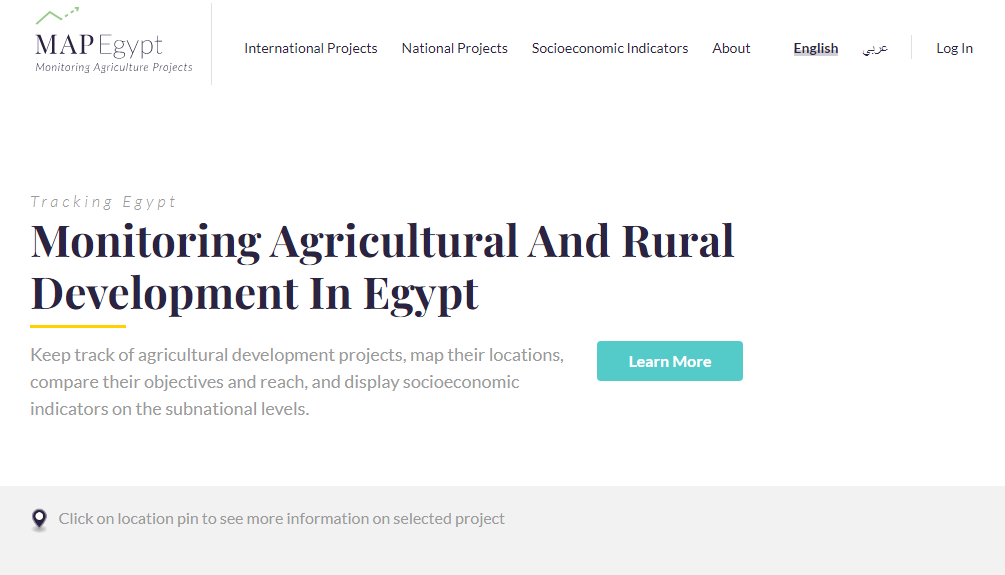 MAP Egypt
Monitoring Agriculture Projects
International Projects National Projects Socioeconomic Indicators About English عربي Log In
Tracking Egypt
Monitoring Agricultural And Rural
Development In Egypt
Keep track of agricultural development projects, map their locations,
compare their objectives and reach, and display socioeconomic
indicators on the subnational levels.
Learn More
Click on location pin to see more information on selected project